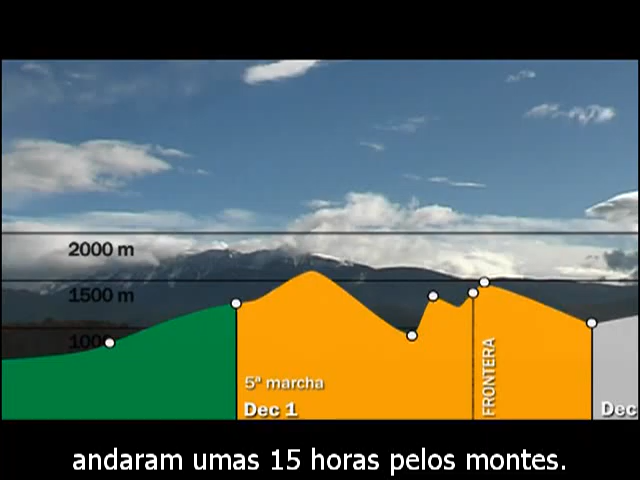 2000 m
1500 m
1000
5ª marcha
Dec 1
FRONTERA
Dec
andaram umas 15 horas pelos montes.